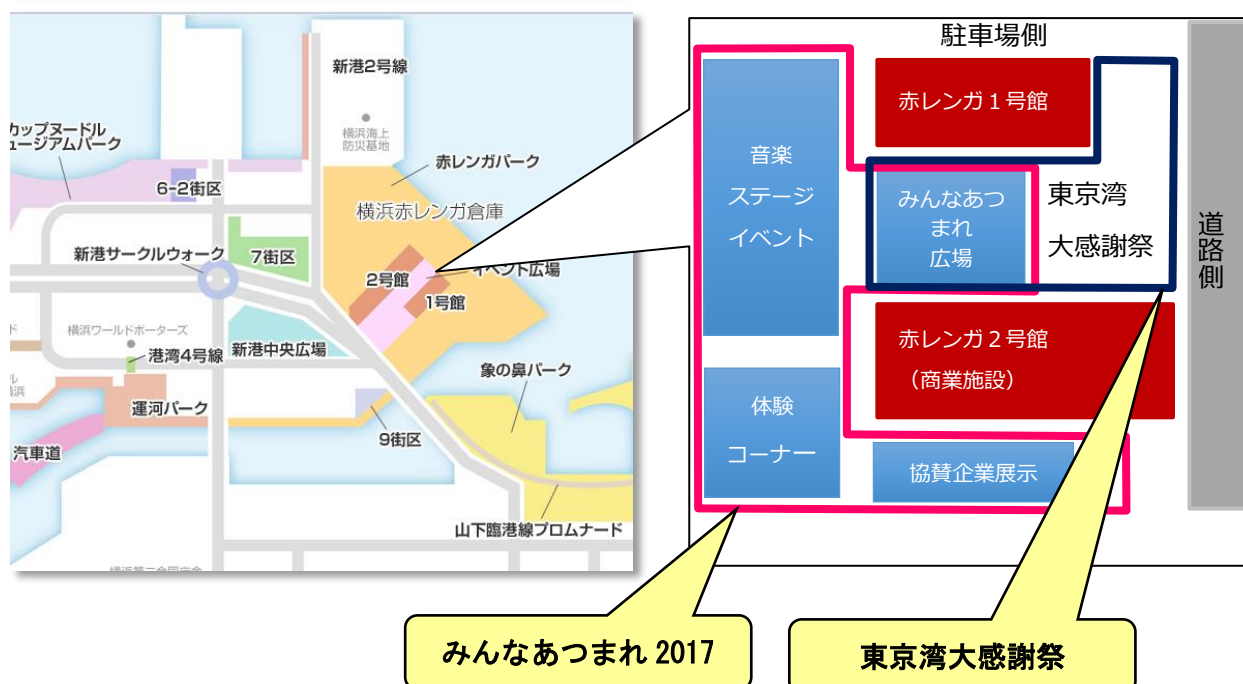 新港2号線
横浜海上
防災基地
カップヌードル
ュージアムパーク
赤レンガパーク
6-2街区
横浜赤レンガ倉庫
新港サークルウォーク
7街区
イベント広場
2号館
1号館
横浜ワールドポーターズ
新港中央広場
港湾4号線
象の鼻パーク
運河パーク
9街区
汽車道
山下臨港線プロムナード
駐車場側
赤レンガ1号館
音楽
ステージ
イベント
みんなあつ
まれ
広場
東京湾
大感謝祭
道路側
赤レンガ2号館
（商業施設）
体験
コーナー
協賛企業展示
みんなあつまれ 2017
東京湾大感謝祭